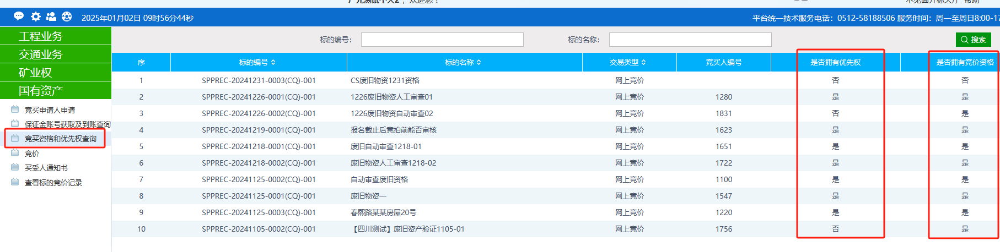 2025年01月02日 09时56分44秒
平台统一技术服务电话：0512-58188506 服务时间：周一至周日8:00-17
工程业务
交通业务
矿业权
国有资产
竞买申请人申请
保证金账号获取及到账查询
竞买资格和优先权查询
竞价
买受人通知书
查看标的竞价记录
标的编号： 标的名称： 搜索
序 标的编号 标的名称 交易类型 竞买人编号 是否拥有优先权 是否拥有竞价资格
1 SPPREC-20241231-0003(CQ)-001 CS废旧物资1231资格 网上竞价 否 否
2 SPPREC-20241226-0001(CQ)-001 1226废旧物资人工审查01 网上竞价 1280 是 是
3 SPPREC-20241226-0002(CQ)-001 1226废旧物资自动审查02 网上竞价 1831 否 是
4 SPPREC-20241219-0001(CQ)-001 报名截止后竞拍前能否审核 网上竞价 1623 是 是
5 SPPREC-20241218-0001(CQ)-001 废旧自动审查1218-01 网上竞价 1651 是 是
6 SPPREC-20241218-0002(CQ)-001 废旧物资人工审查1218-02 网上竞价 1722 是 是
7 SPPREC-20241125-0002(CQ)-001 自动审查废旧资格 网上竞价 1100 是 是
8 SPPREC-20241125-0001(CQ)-001 废旧物资一 网上竞价 1547 是 是
9 SPPREC-20241125-0003(CQ)-001 春熙路某某房屋20号 网上竞价 1220 是 是
10 SPPREC-20241105-0002(CQ)-001 【四川测试】废旧资产验证1105-01 网上竞价 1756 否 是